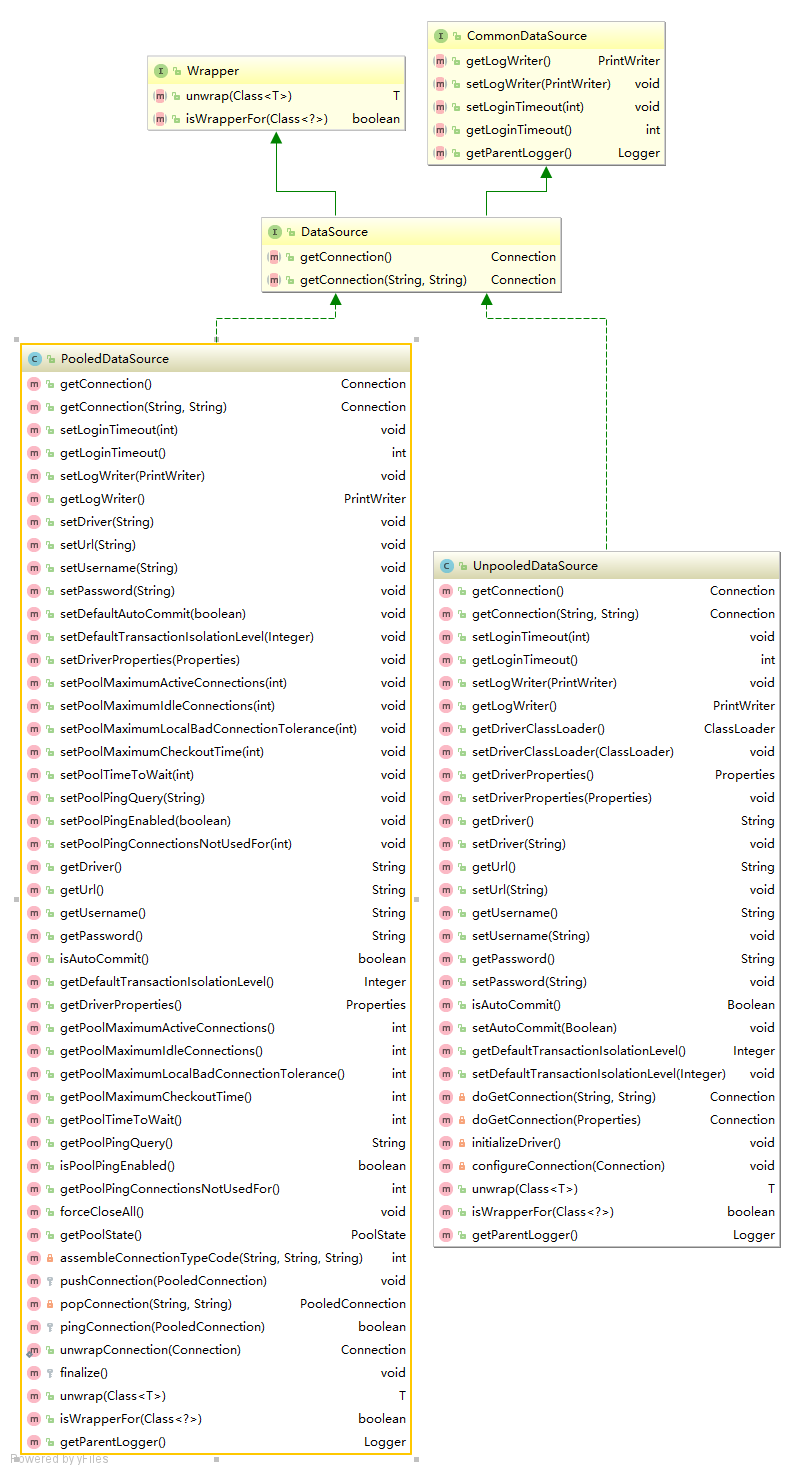 Wrapper
unwrap(Class<T>) T
isWrapperFor(Class<?>) boolean
CommonDataSource
getLogWriter() PrintWriter
setLogWriter(PrintWriter) void
setLoginTimeout(int) void
getLoginTimeout() int
getParentLogger() Logger
DataSource
getConnection() Connection
getConnection(String, String) Connection
PooledDataSource
getConnection() Connection
getConnection(String, String) Connection
setLoginTimeout(int) void
getLoginTimeout() int
setLogWriter(PrintWriter) void
getLogWriter() PrintWriter
setDriver(String) void
setUrl(String) void
setUsername(String) void
setPassword(String) void
setDefaultAutoCommit(boolean) void
setDefaultTransactionIsolationLevel(Integer) void
setDriverProperties(Properties) void
setPoolMaximumActiveConnections(int) void
setPoolMaximumIdleConnections(int) void
setPoolMaximumLocalBadConnectionTolerance(int) void
setPoolMaximumCheckoutTime(int) void
setPoolTimeToWait(int) void
setPoolPingQuery(String) void
setPoolPingEnabled(boolean) void
setPoolPingConnectionsNotUsedFor(int) void
getDriver() String
getUrl() String
getUsername() String
getPassword() String
isAutoCommit() boolean
getDefaultTransactionIsolationLevel() Integer
getDriverProperties() Properties
getPoolMaximumActiveConnections() int
getPoolMaximumIdleConnections() int
getPoolMaximumLocalBadConnectionTolerance() int
getPoolMaximumCheckoutTime() int
getPoolTimeToWait() int
getPoolPingQuery() String
isPoolPingEnabled() boolean
getPoolPingConnectionsNotUsedFor() int
forceCloseAll() void
getPoolState() PoolState
assembleConnectionTypeCode(String, String, String) int
pushConnection(PooledConnection) void
popConnection(String, String) PooledConnection
pingConnection(PooledConnection) boolean
unwrapConnection(Connection) Connection
finalize() void
unwrap(Class<T>) T
isWrapperFor(Class<?>) boolean
getParentLogger() Logger
UnpooledDataSource
getConnection() Connection
getConnection(String, String) Connection
setLoginTimeout(int) void
getLoginTimeout() int
setLogWriter(PrintWriter) void
getLogWriter() PrintWriter
getDriverClassLoader() ClassLoader
setDriverClassLoader(ClassLoader) void
getDriverProperties() Properties
setDriverProperties(Properties) void
getDriver() String
setDriver(String) void
getUrl() String
setUrl(String) void
getUsername() String
setUsername(String) void
getPassword() String
setPassword(String) void
isAutoCommit() Boolean
setAutoCommit(Boolean) void
getDefaultTransactionIsolationLevel() Integer
setDefaultTransactionIsolationLevel(Integer) void
doGetConnection(String, String) Connection
doGetConnection(Properties) Connection
initializeDriver() void
configureConnection(Connection) void
unwrap(Class<T>) T
isWrapperFor(Class<?>) boolean
getParentLogger() Logger
Powered by yFiles